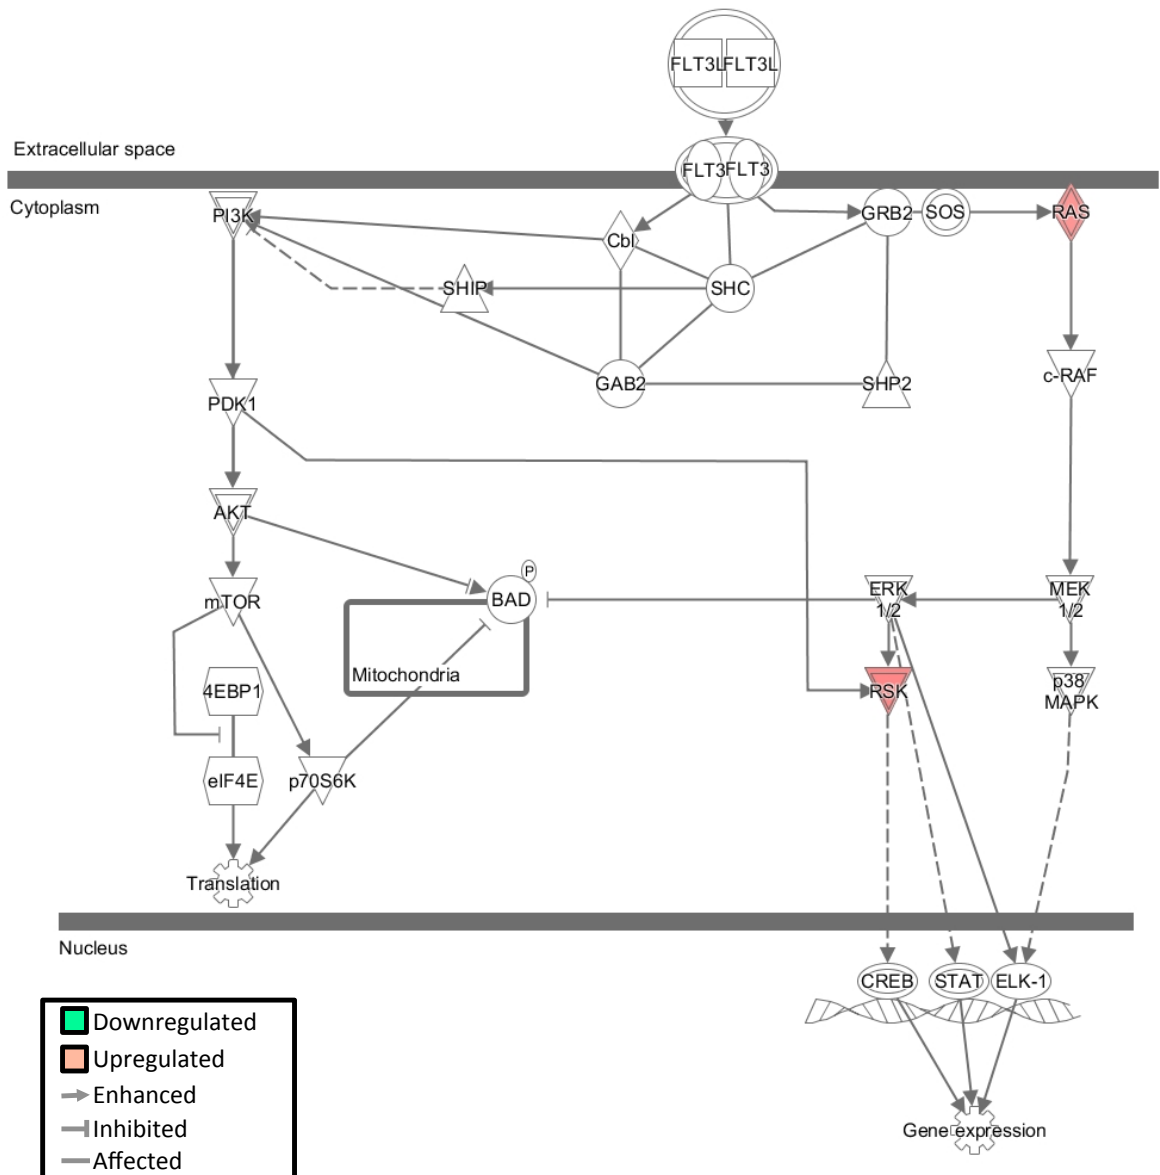 FLT3L FLT3L
Extracellular space
FLT3 FLT3
Cytoplasm
PI3K
GRB2
SOS
RAS
Cbl
SHIP
SHC
GAB2
SHP2
c-RAF
PDK1
AKT
mTOR
P
BAD
ERK
1/2
MEK
1/2
Mitochondria
4EBP1
RSK
p38
MAPK
eIF4E
p70S6K
Translation
Nucleus
CREB
STAT
ELK-1
Gene expression
Downregulated
Upregulated
Enhanced
Inhibited
Affected